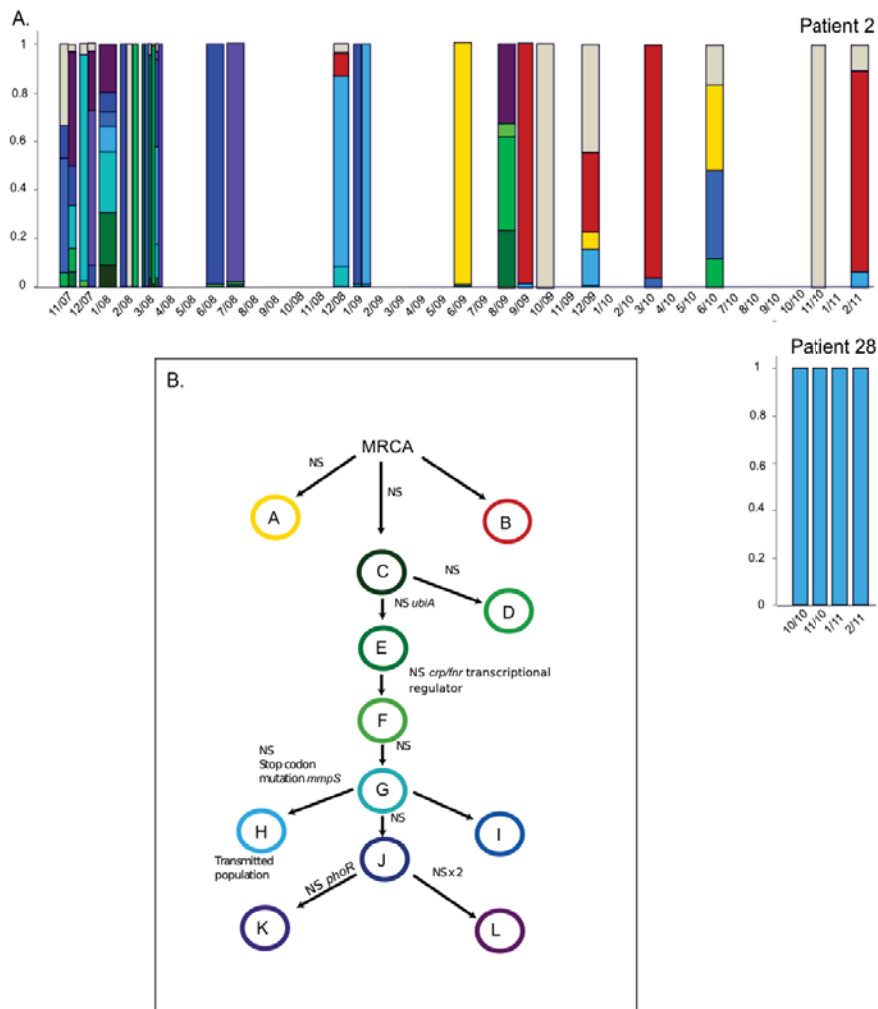 A.
Patient 2
1
0.8
0.6
0.4
0.2
0
11/07
12/07
1/08
2/08
3/08
4/08
5/08
6/08
7/08
8/08
9/08
10/08
11/08
12/08
1/09
2/09
3/09
4/09
5/09
6/09
7/09
8/09
9/09
10/09
11/09
12/09
1/10
2/10
3/10
4/10
5/10
6/10
7/10
8/10
9/10
10/10
11/10
1/11
2/11
Patient 28
1
0.8
0.6
0.4
0.2
0
10/10
11/10
1/11
2/11
B.
MRCA
NS
NS
A
B
C
NS
NS ubiA
D
E
NS crp/fnr transcriptional
regulator
F
NS
NS
Stop codon
mutation mmpS
G
H
NS
I
Transmitted
population
J
NS phoR
NS x 2
K
L